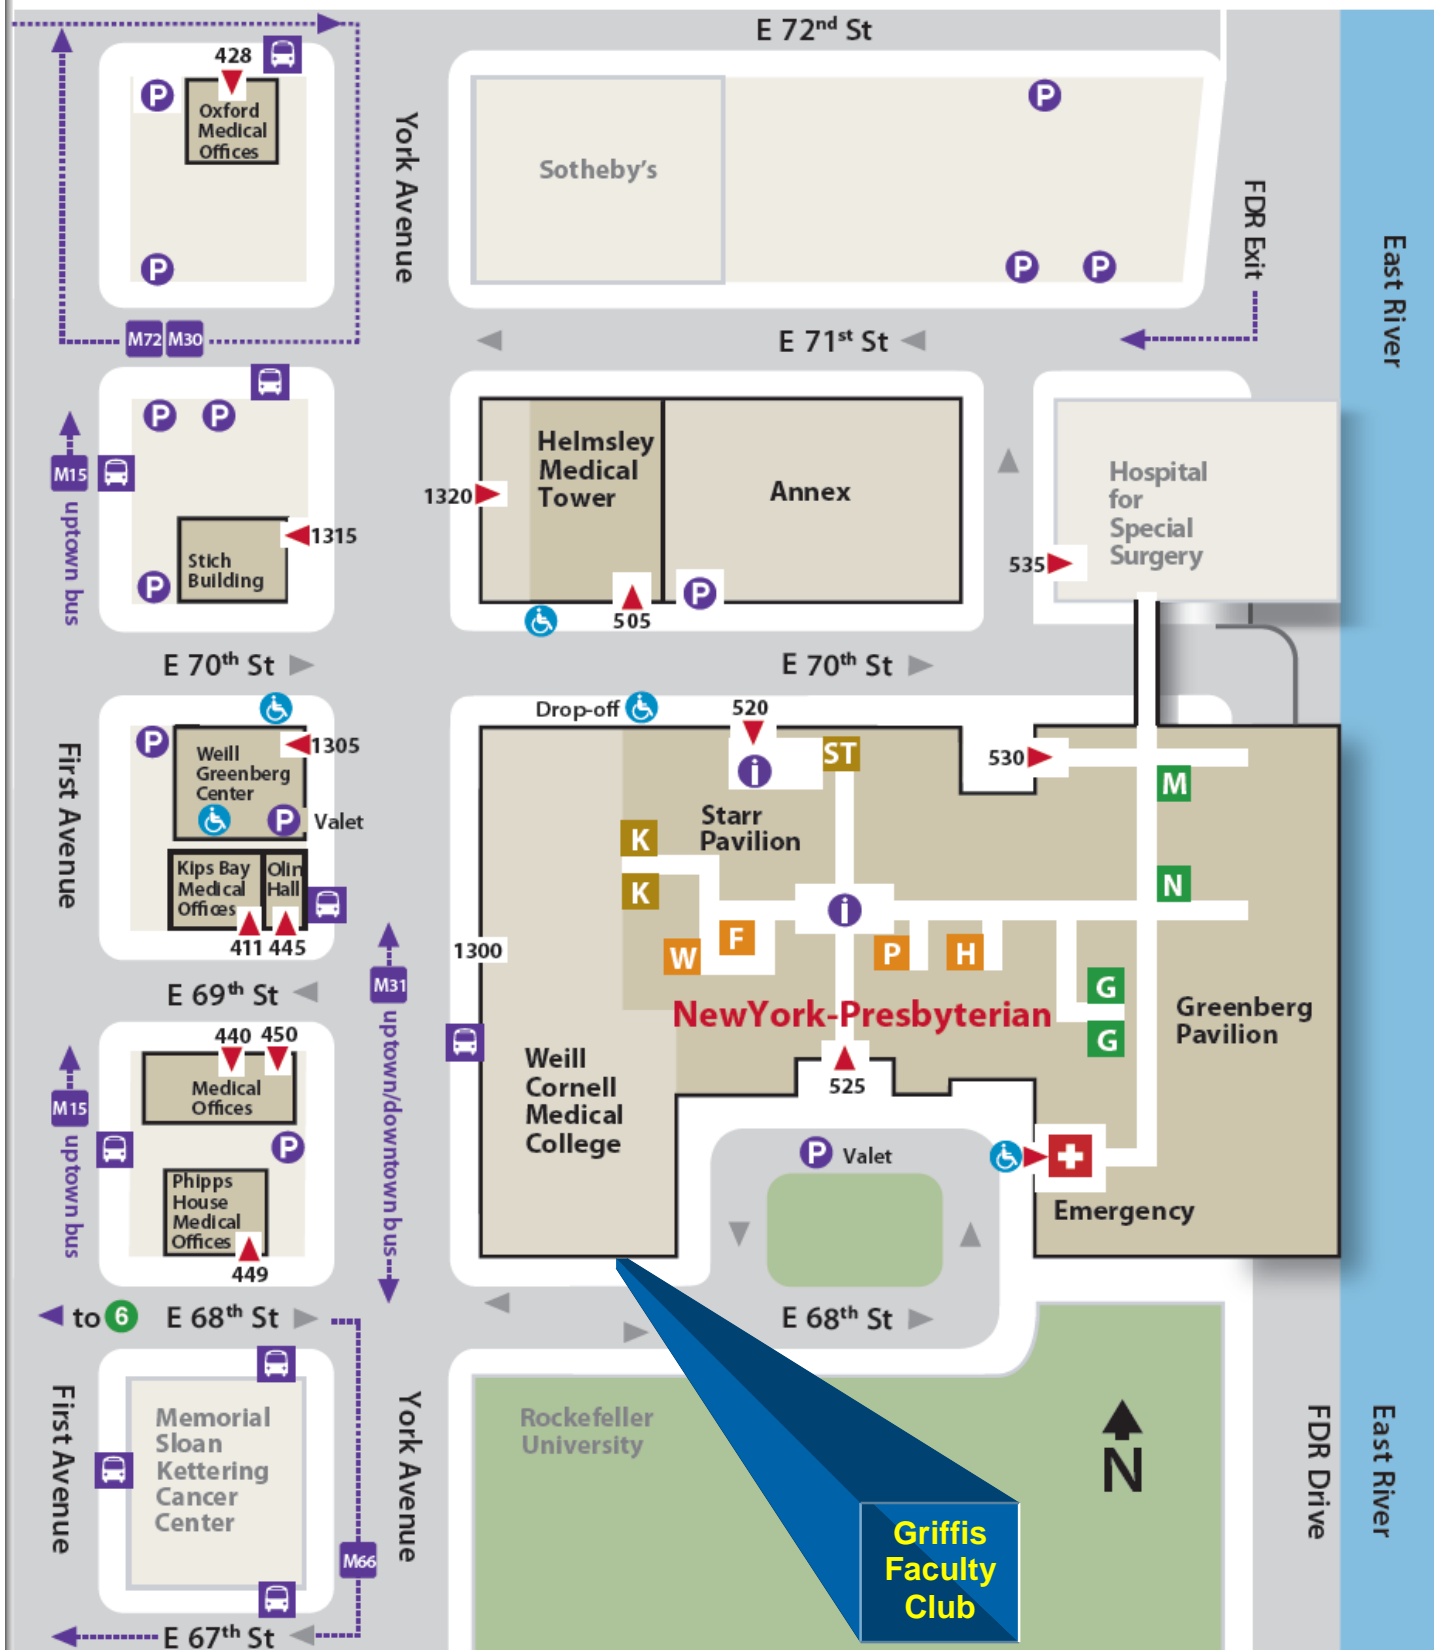 E 72nd St
428
P
Oxford
Medical
Offices
P
York Avenue
Sotheby's
P
P
P
FDR Exit
East River
M72
M30
E 71st St
P
P
M15
uptown bus
1315
Stich
Building
P
1320
Helmsley
Medical
Tower
Annex
505
P
535
Hospital
for
Special
Surgery
E 70th St
E 70th St
First Avenue
P
1305
Weill
Greenberg
Center
P
Valet
Kips Bay
Medical
Offices
Olin
Hall
411
445
Drop-off
520
i
ST
530
M
Starr
Pavilion
K
K
N
i
1300
W
F
P
H
G
G
NewYork-Presbyterian
Greenberg
Pavilion
E 69th St
M31
uptown/downtown bus
440
450
Medical
Offices
M15
uptown bus
P
Phipps
House
Medical
Offices
449
Weill
Cornell
Medical
College
525
P
Valet
Emergency
to 6
E 68th St
E 68th St
First Avenue
Memorial
Sloan
Kettering
Cancer
Center
York Avenue
M66
E 67th St
Rockefeller
University
N
Griffis
Faculty
Club
FDR Drive
East River